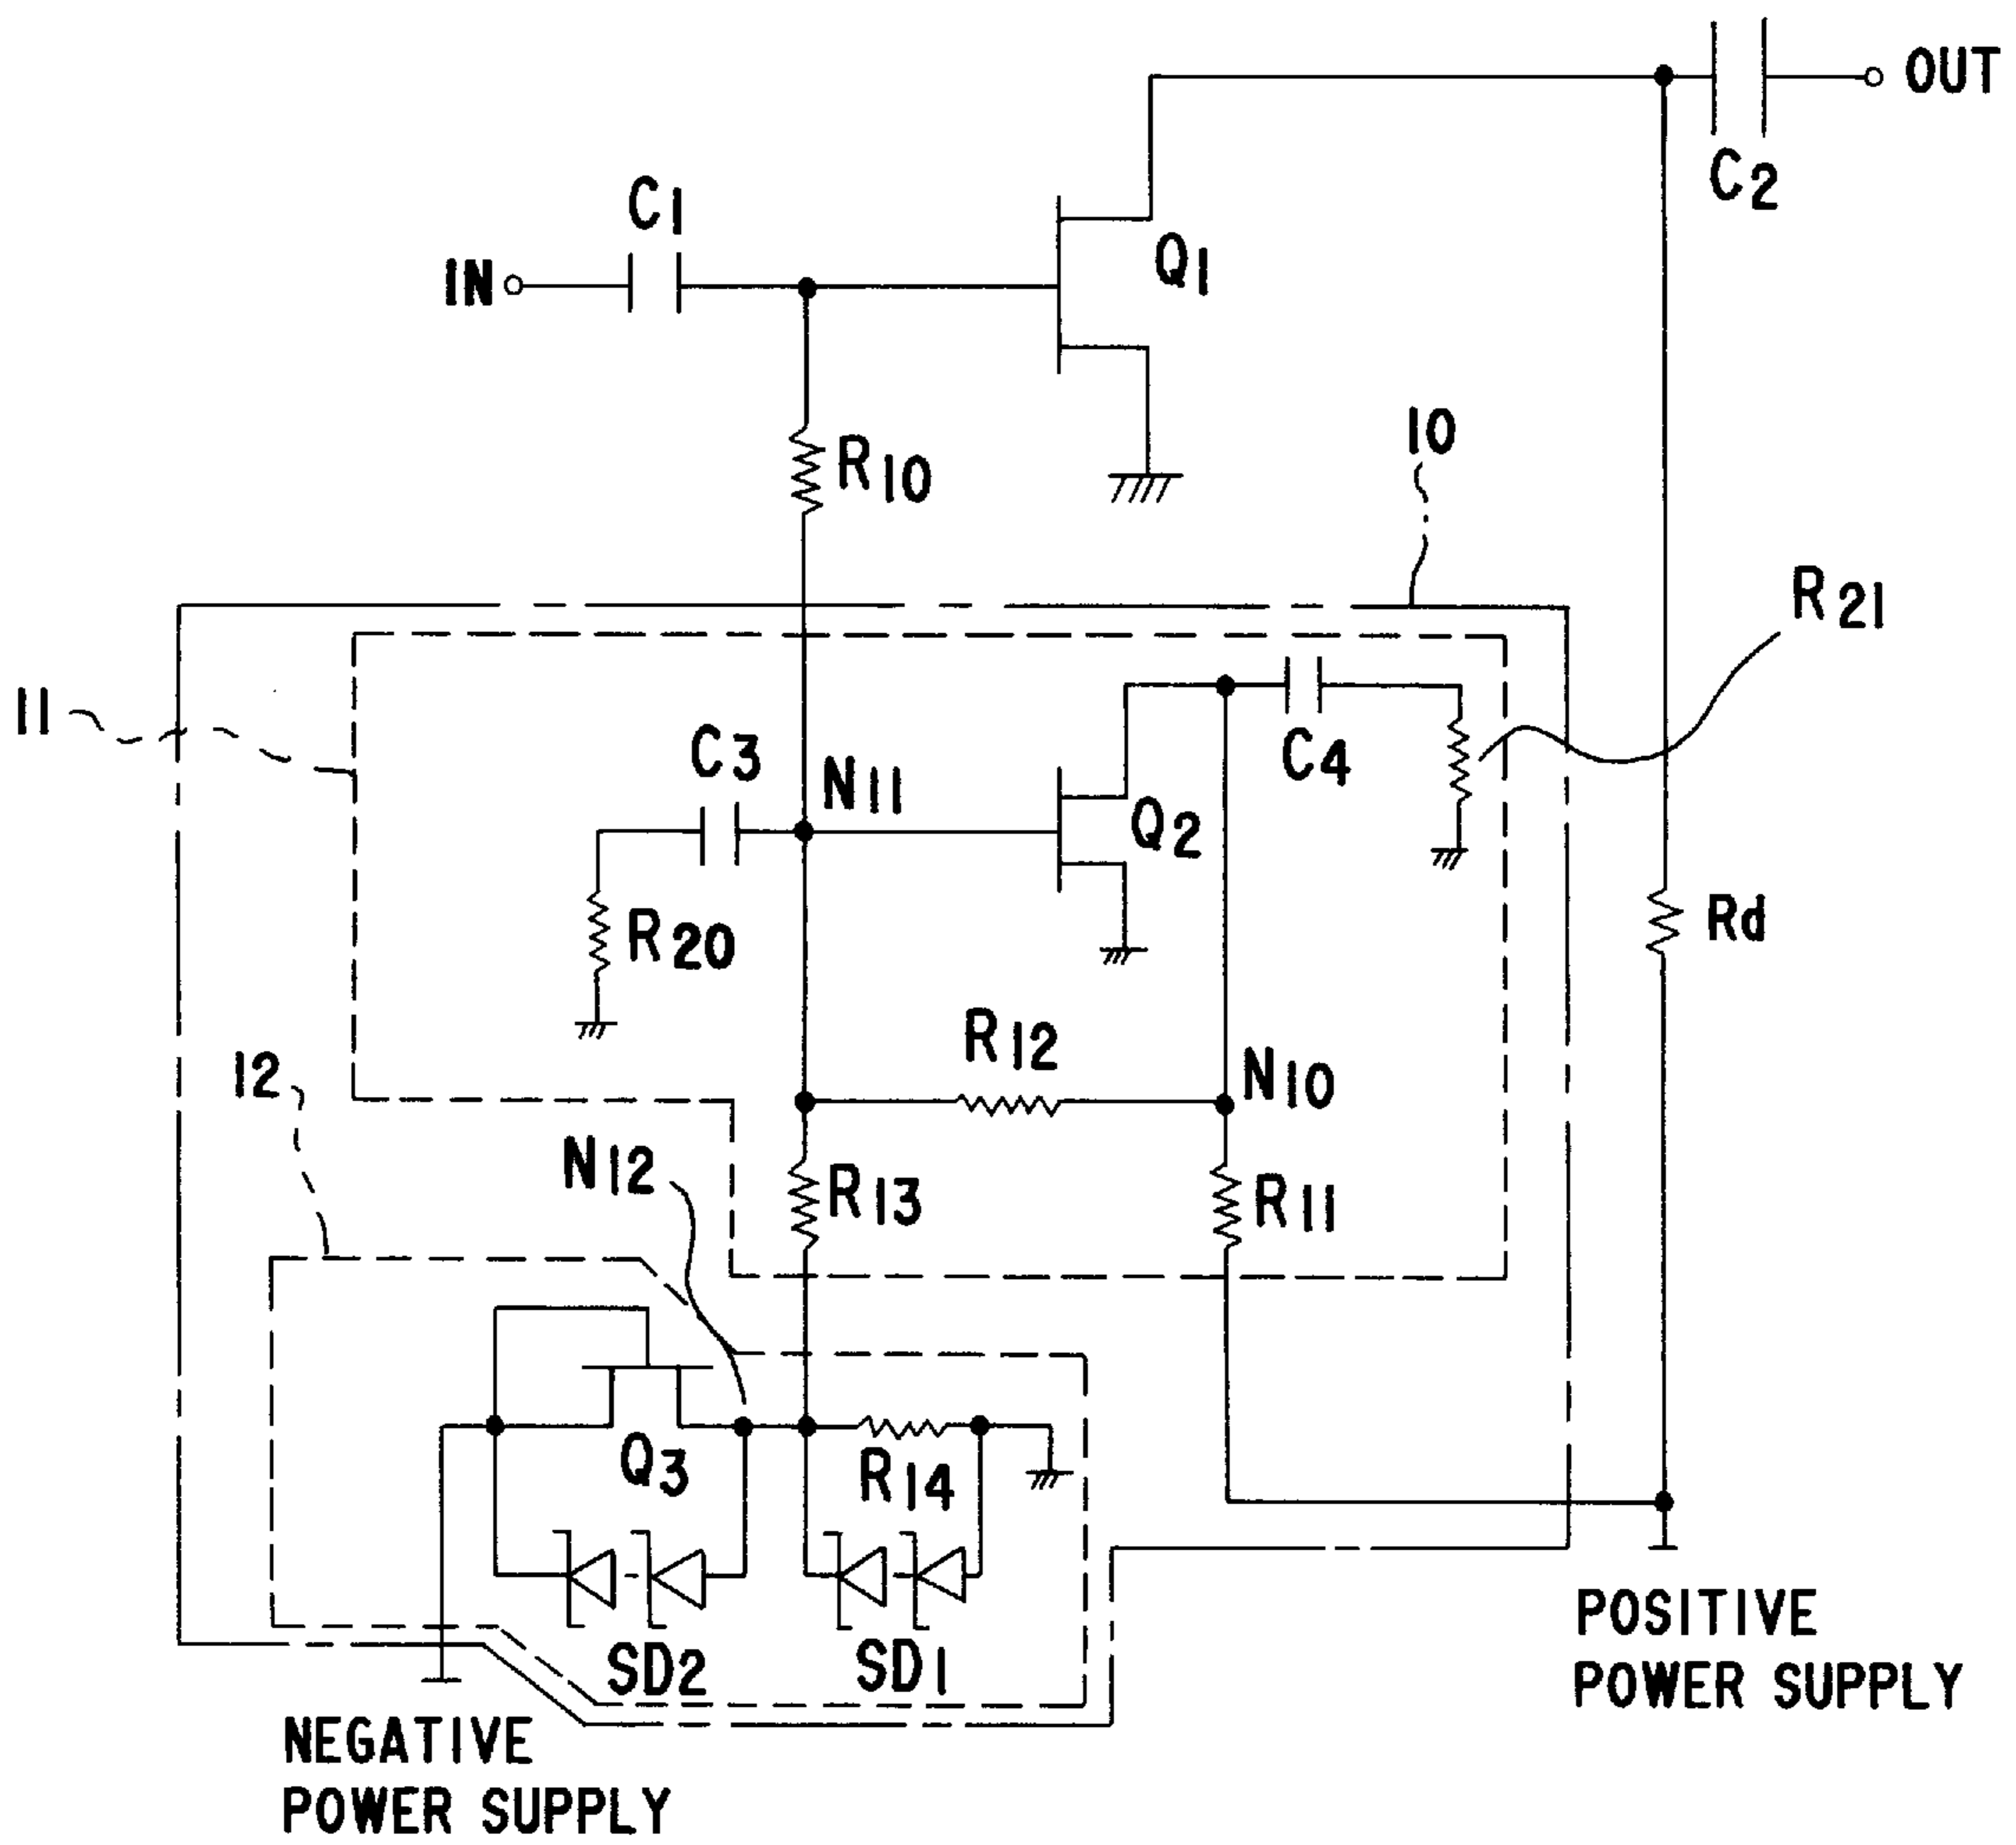 OUT
C2
C1
IN
Q1
R10
10
R21
11
C3
N11
C4
Q2
R20
Rd
R12
12
N10
N12
R13
R11
Q3
R14
SD2
SD1
POSITIVE
POWER SUPPLY
NEGATIVE
POWER SUPPLY